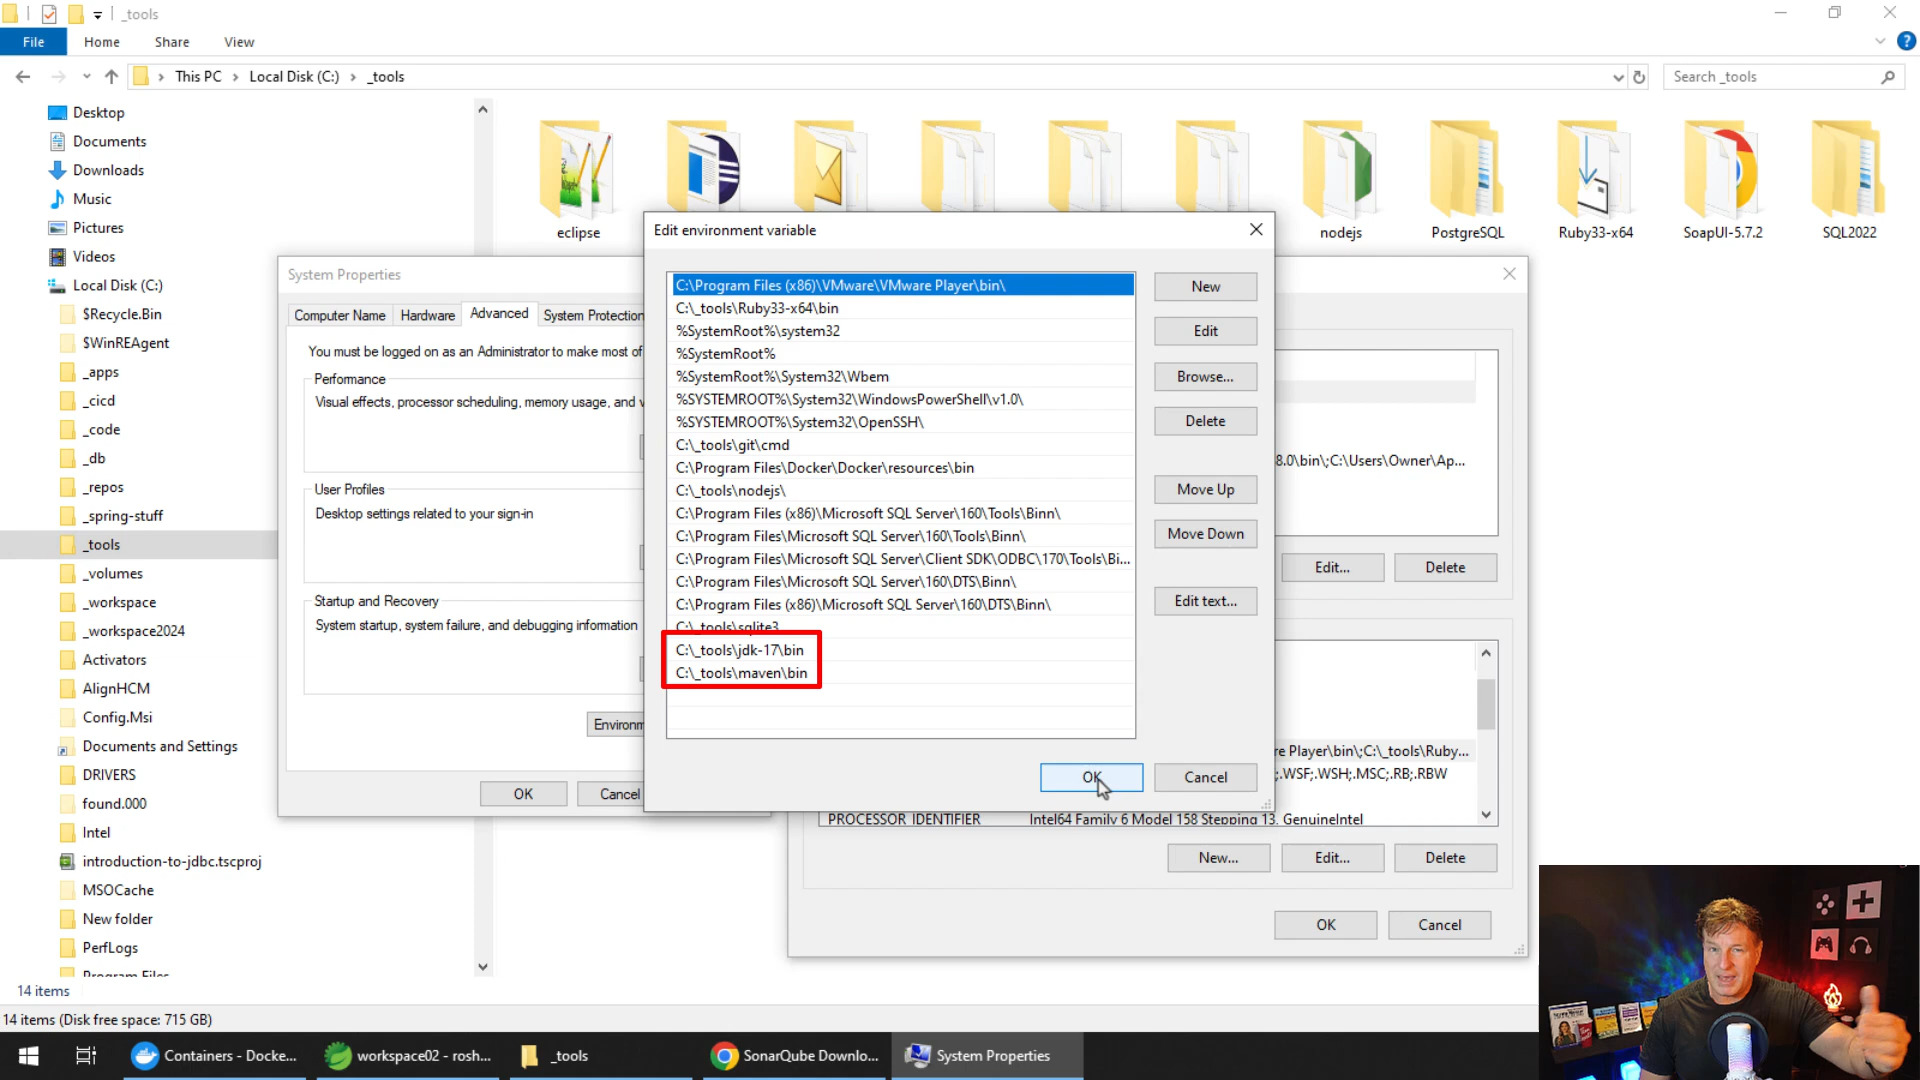 _tools
File
Home
Share
View
This PC
Local Disk (C:)
_tools
Search _tools
Desktop
Documents
Downloads
Music
Pictures
Videos
Local Disk (C:)
$Recycle.Bin
$WinREAgent
_apps
_cicd
_code
_db
_repos
_spring-stuff
_tools
_volumes
_workspace
_workspace2024
Activators
AlignHCM
Config.Msi
Documents and Settings
DRIVERS
found.000
Intel
introduction-to-jdbc.tscproj
MSOCache
New folder
PerfLogs
Program Files
14 items
14 items (Disk free space: 715 GB)
eclipse
nodejs
PostgreSQL
Ruby33-x64
SoapUI-5.7.2
SQL2022
System Properties
Computer Name
Hardware
Advanced
System Protection
You must be logged on as an Administrator to make most of
Performance
Visual effects, processor scheduling, memory usage, and v
User Profiles
Desktop settings related to your sign-in
Startup and Recovery
System startup, system failure, and debugging information
Environm
OK
Cancel
Edit environment variable
C:\Program Files (x86)\VMware\VMware Player\bin\
C:\_tools\Ruby33-x64\bin
%SystemRoot%\system32
%SystemRoot%
%SystemRoot%\System32\Wbem
%SYSTEMROOT%\System32\WindowsPowerShell\v1.0\
%SYSTEMROOT%\System32\OpenSSH\
C:\_tools\git\cmd
C:\Program Files\Docker\Docker\resources\bin
C:\_tools\nodejs\
C:\Program Files (x86)\Microsoft SQL Server\160\Tools\Binn\
C:\Program Files\Microsoft SQL Server\160\Tools\Binn\
C:\Program Files\Microsoft SQL Server\Client SDK\ODBC\170\Tools\Bi...
C:\Program Files\Microsoft SQL Server\160\DTS\Binn\
C:\Program Files (x86)\Microsoft SQL Server\160\DTS\Binn\
C:\_tools\sqlite3
C:\_tools\jdk-17\bin
C:\_tools\maven\bin
New
Edit
Browse...
Delete
Move Up
Move Down
Edit text...
OK
Cancel
8.0\bin\;C:\Users\Owner\Ap...
Edit...
Delete
re Player\bin\;C:\_tools\Ruby...
;.WSF;.WSH;.MSC;.RB;.RBW
PROCESSOR_IDENTIFIER
Intel64 Family 6 Model 158 Stepping 13, GenuineIntel
New...
Edit...
Delete
OK
Cancel
Containers - Docke...
workspace02 - rosh...
_tools
SonarQube Downlo...
System Properties